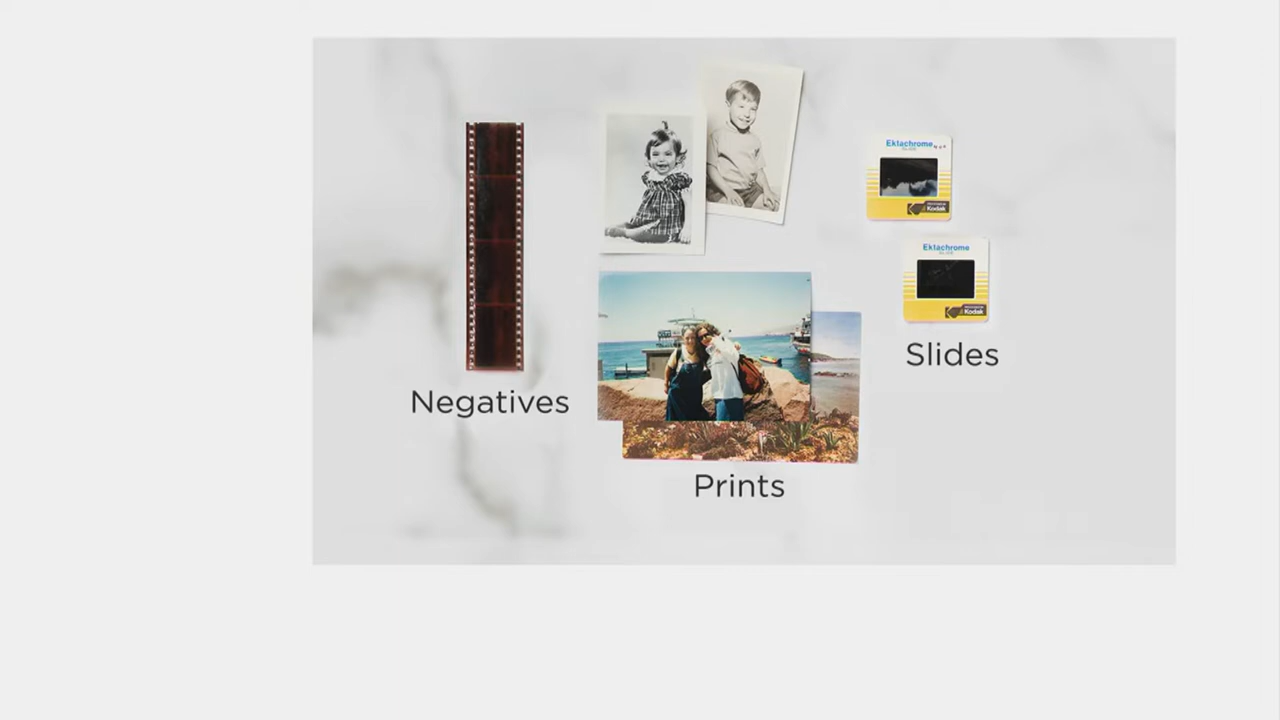 Ektachrome
Kodak
Ektachrome
Kodak
Slides
Negatives
Prints